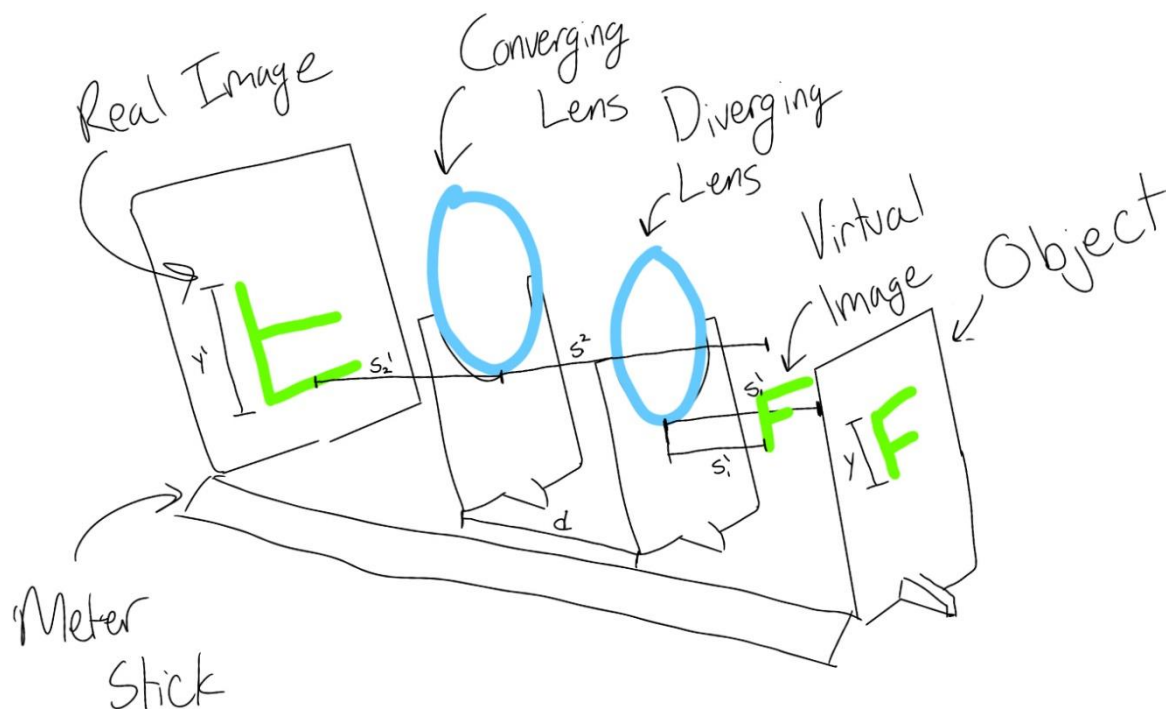 Real Image
Converging
Lens
Diverging
Lens
Virtual
Image
Object
y'
s₂'
s²
s₁'
s₁'
y
F
F
d
Meter
Stick